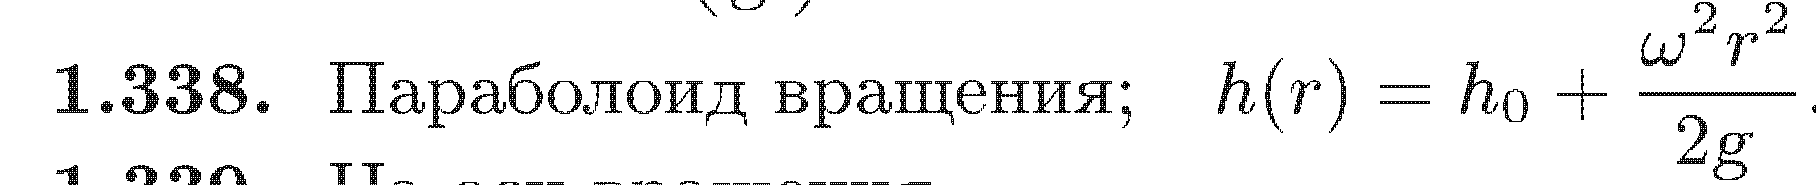 1.338. Параболоид вращения; h(r) = h₀ + ω²r²/2g.